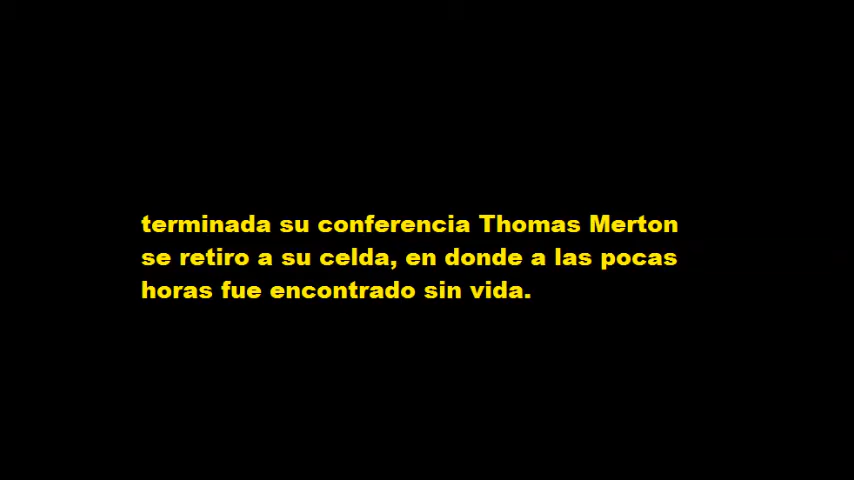 terminada su conferencia Thomas Merton
se retiro a su celda, en donde a las pocas
horas fue encontrado sin vida.